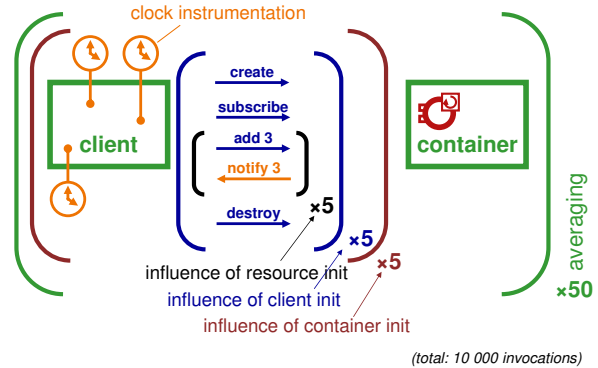 clock instrumentation
create
subscribe
add 3
notify 3
destroy
client
container
×5
×5
×5
×50
averaging
influence of resource init
influence of client init
influence of container init
(total: 10 000 invocations)